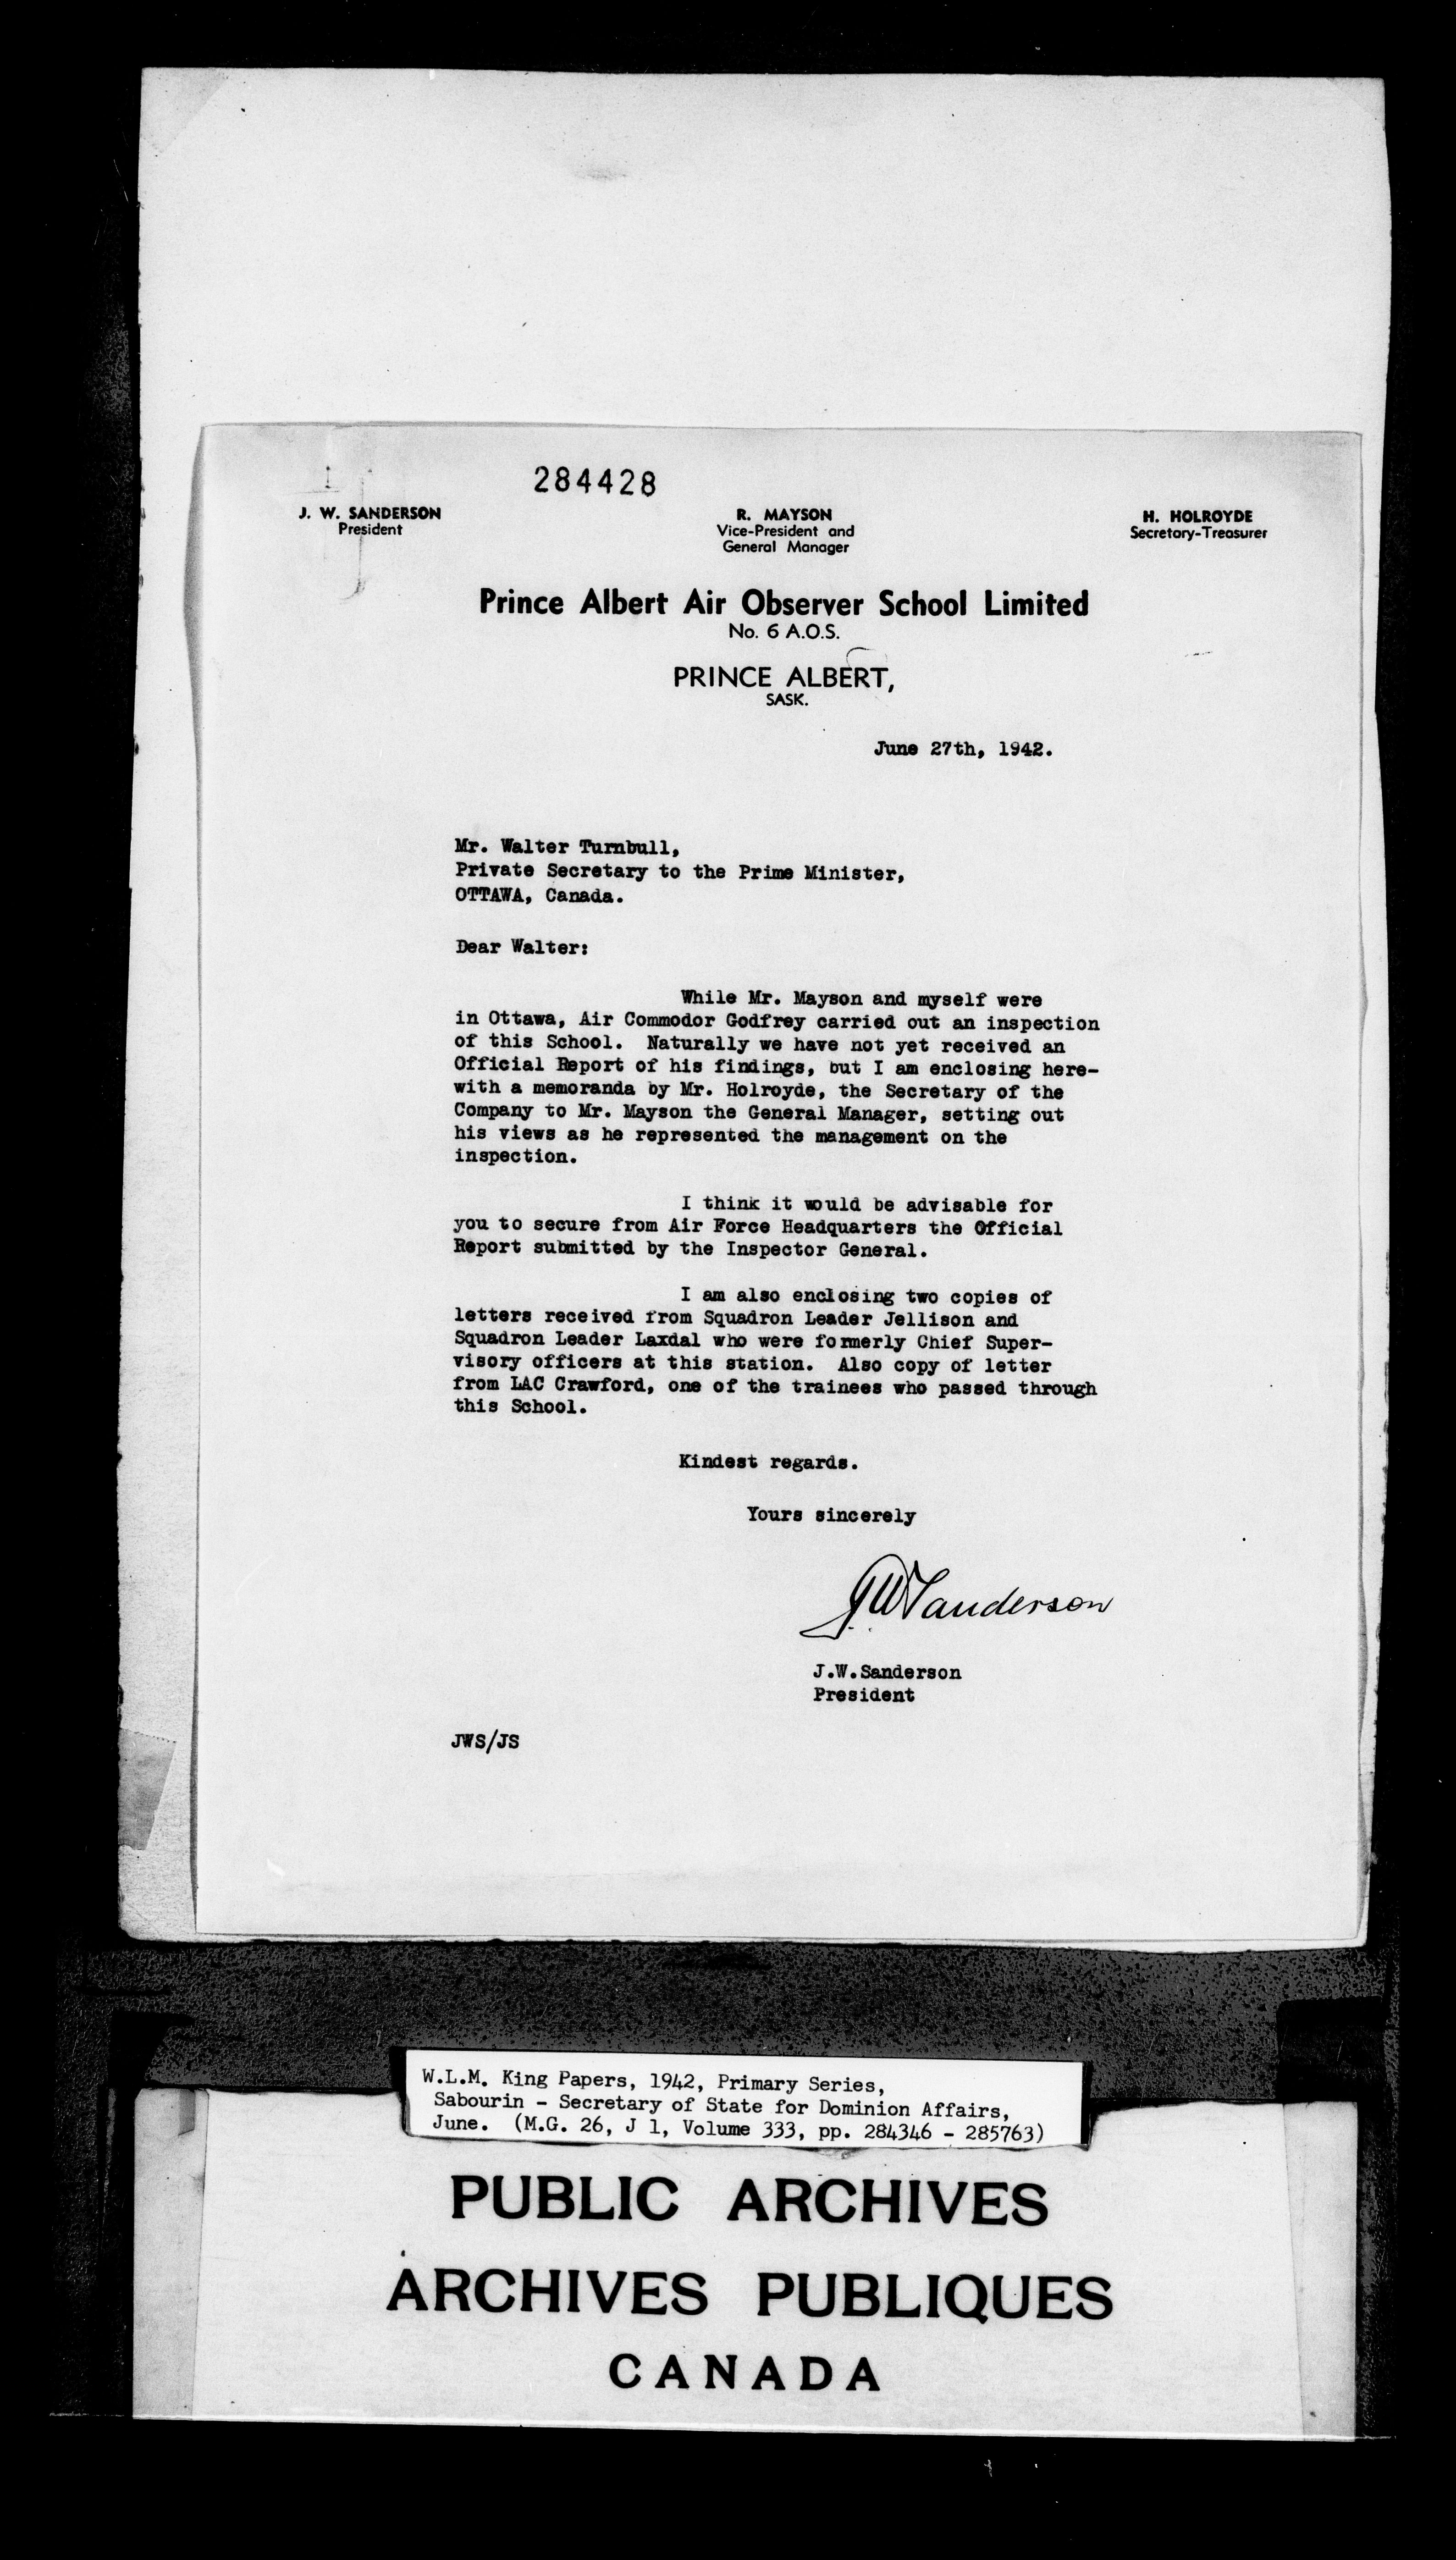 284428
J. W. SANDERSON
President
R. MAYSON
Vice-President and
General Manager
H. HOLROYDE
Secretary-Treasurer
Prince Albert Air Observer School Limited
No. 6 A.O.S.
PRINCE ALBERT,
SASK.
June 27th, 1942.
Mr. Walter Turnbull,
Private Secretary to the Prime Minister,
OTTAWA, Canada.
Dear Walter:
While Mr. Mayson and myself were
in Ottawa, Air Commodor Godfrey carried out an inspection
of this School. Naturally we have not yet received an
Official Report of his findings, but I am enclosing here-
with a memoranda by Mr. Holroyde, the Secretary of the
Company to Mr. Mayson the General Manager, setting out
his views as he represented the management on the
inspection.
I think it would be advisable for
you to secure from Air Force Headquarters the Official
Report submitted by the Inspector General.
I am also enclosing two copies of
letters received from Squadron Leader Jellison and
Squadron Leader Laxdal who were formerly Chief Super-
visory officers at this station. Also copy of letter
from LAC Crawford, one of the trainees who passed through
this School.
Kindest regards.
Yours sincerely
J.W. Sanderson
J.W.Sanderson
President
JWS/JS
W.L.M. King Papers, 1942, Primary Series,
Sabourin - Secretary of State for Dominion Affairs,
June. (M.G. 26, J 1, Volume 333, pp. 284346 - 285763)
PUBLIC ARCHIVES
ARCHIVES PUBLIQUES
CANADA